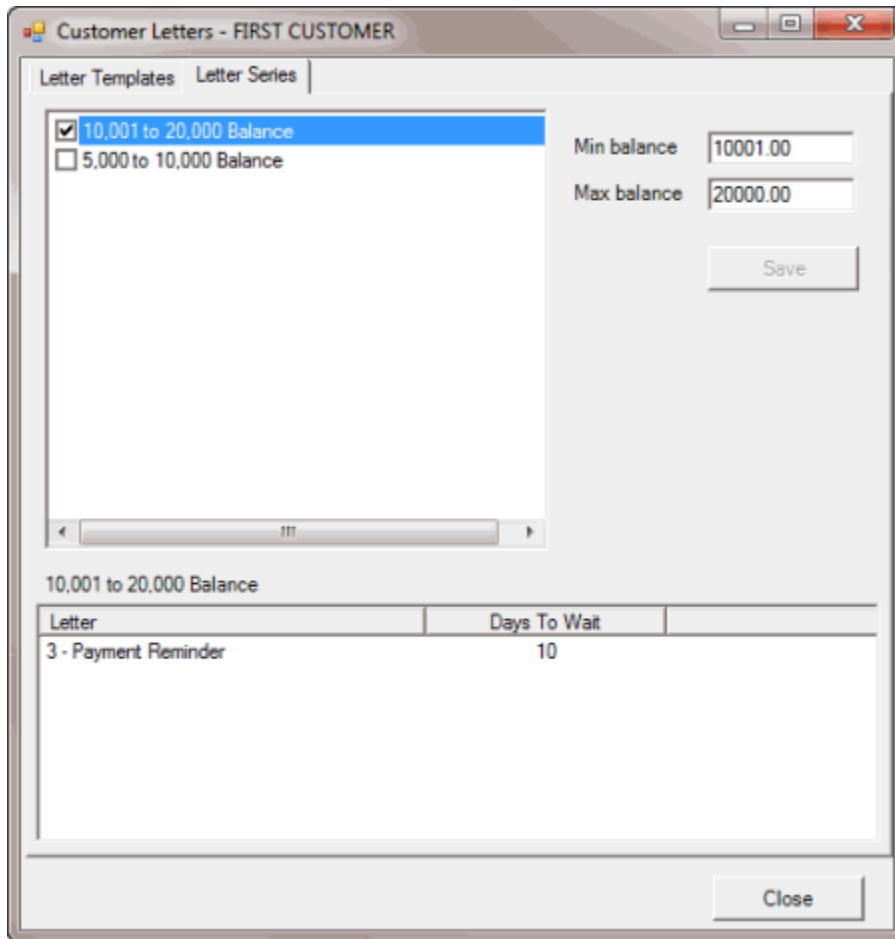 Customer Letters - FIRST CUSTOMER
Letter Templates Letter Series
10,001 to 20,000 Balance
5,000 to 10,000 Balance
Min balance 10001.00
Max balance 20000.00
Save
10,001 to 20,000 Balance
Letter Days To Wait
3 - Payment Reminder 10
Close